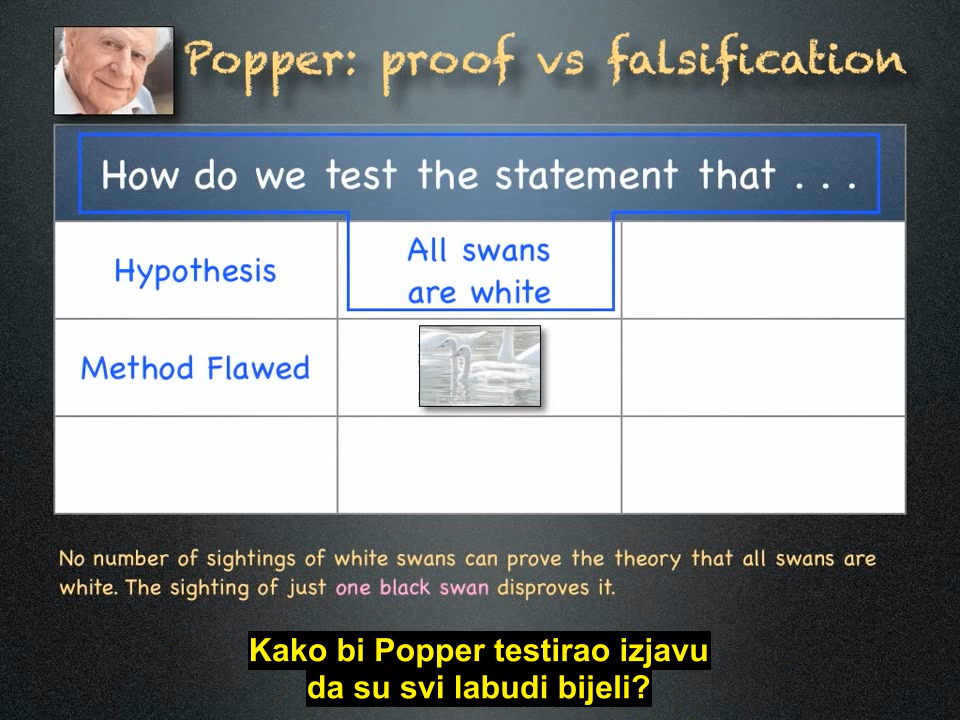 Popper: proof vs falsification
How do we test the statement that . . .
Hypothesis
All swans
are white
Method Flawed
No number of sightings of white swans can prove the theory that all swans are
white. The sighting of just one black swan disproves it.
Kako bi Popper testirao izjavu
da su svi labudi bijeli?